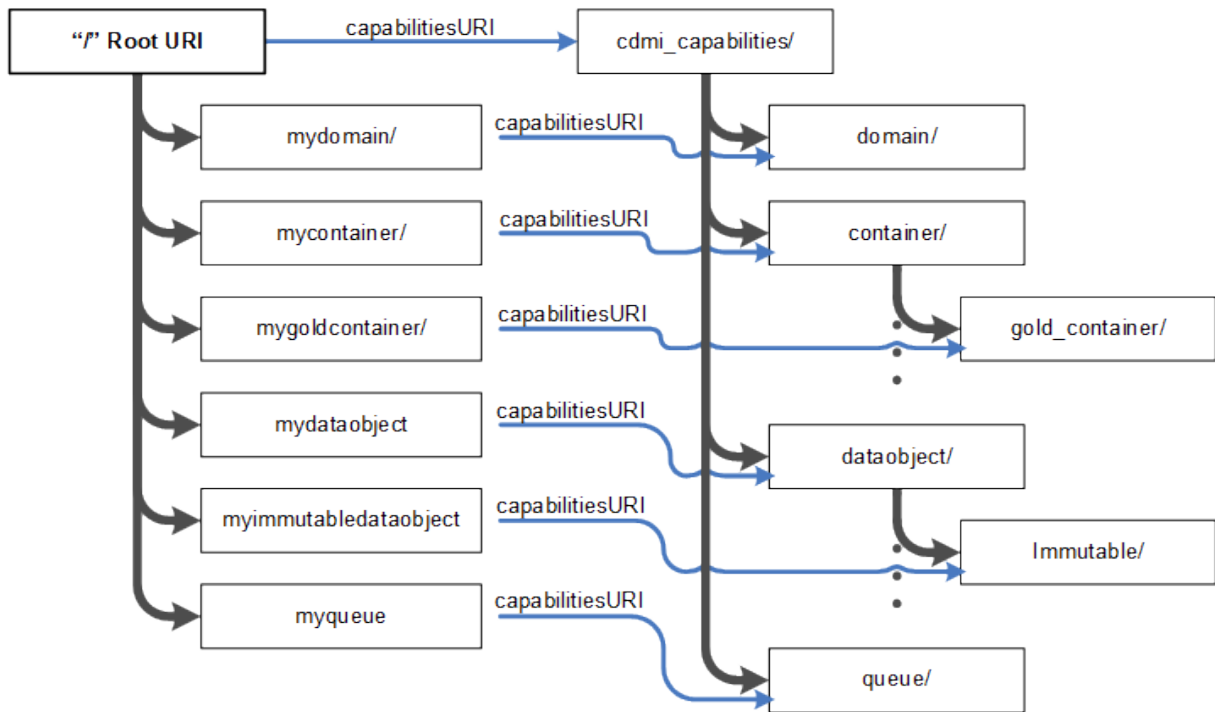 “/” Root URI
capabilitiesURI
cdmi_capabilities/
mydomain/
capabilitiesURI
domain/
mycontainer/
capabilitiesURI
container/
mygoldcontainer/
capabilitiesURI
gold_container/
mydataobject
capabilitiesURI
dataobject/
myimmutabledataobject
capabilitiesURI
Immutable/
myqueue
capabilitiesURI
queue/